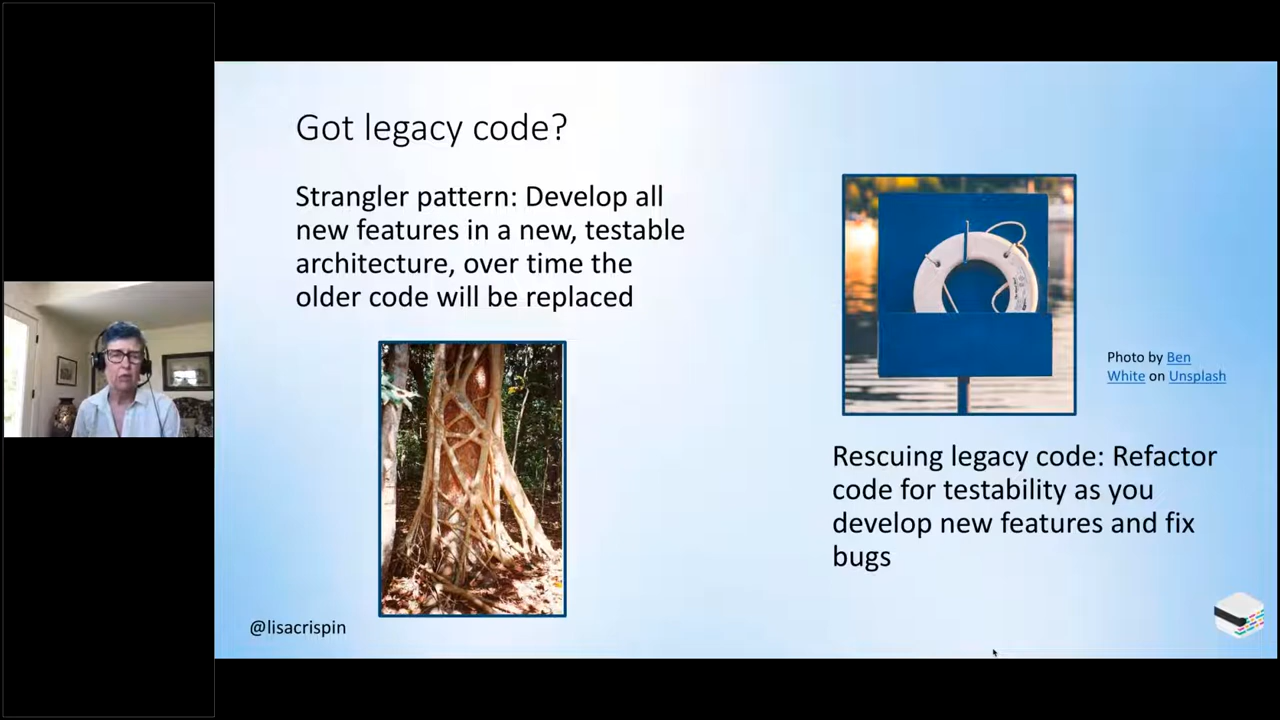 Got legacy code?
Strangler pattern: Develop all
new features in a new, testable
architecture, over time the
older code will be replaced
Photo by Ben
White on Unsplash
Rescuing legacy code: Refactor
code for testability as you
develop new features and fix
bugs
@lisacrispin